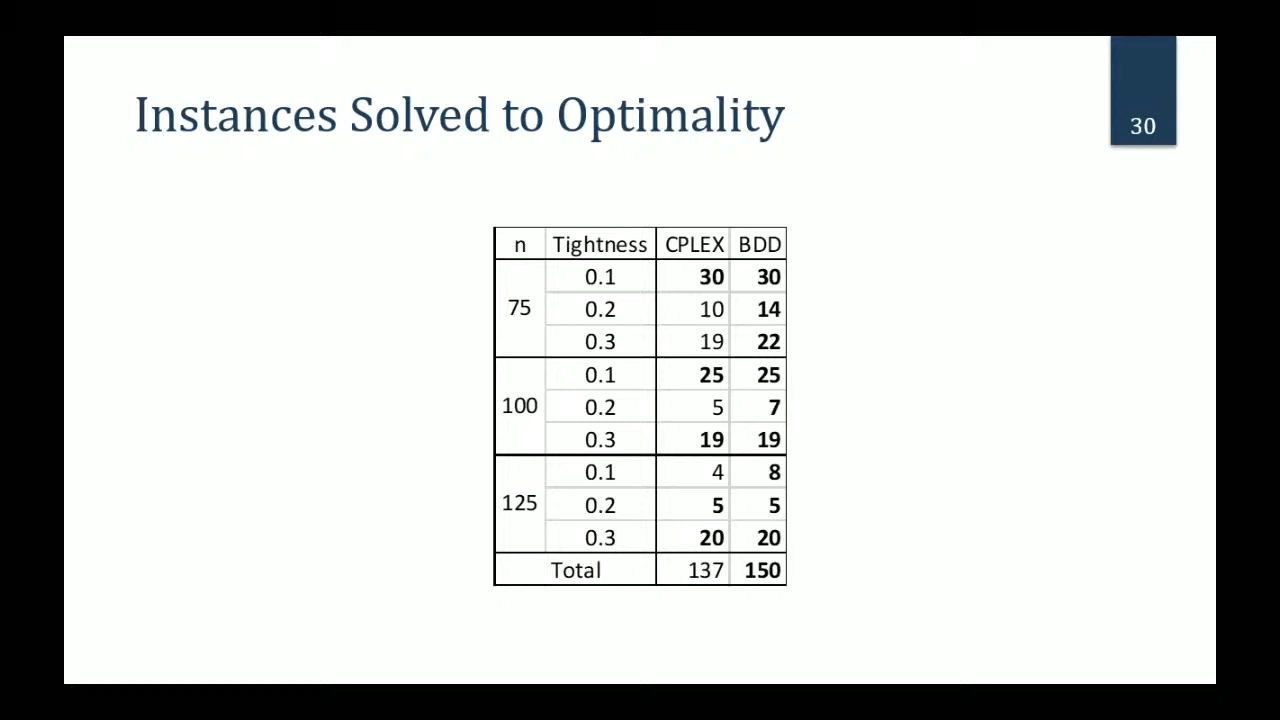 Instances Solved to Optimality
30
n Tightness CPLEX BDD
75
0.1 30 30
0.2 10 14
0.3 19 22
100
0.1 25 25
0.2 5 7
0.3 19 19
125
0.1 4 8
0.2 5 5
0.3 20 20
Total 137 150